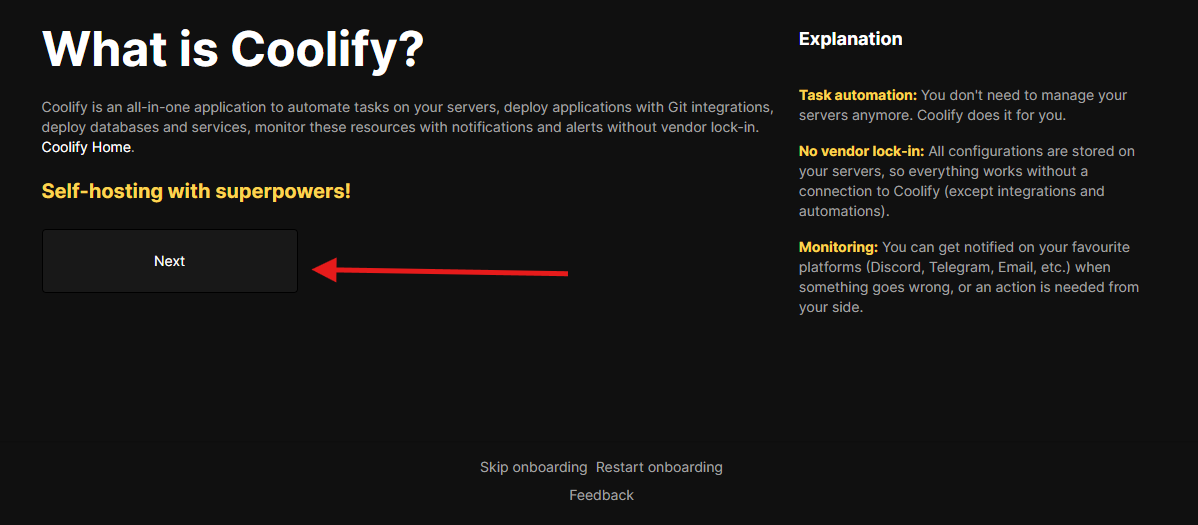 What is Coolify?
Coolify is an all-in-one application to automate tasks on your servers, deploy applications with Git integrations,
deploy databases and services, monitor these resources with notifications and alerts without vendor lock-in.
Coolify Home.
Self-hosting with superpowers!
Next
Explanation
Task automation: You don't need to manage your
servers anymore. Coolify does it for you.
No vendor lock-in: All configurations are stored on
your servers, so everything works without a
connection to Coolify (except integrations and
automations).
Monitoring: You can get notified on your favourite
platforms (Discord, Telegram, Email, etc.) when
something goes wrong, or an action is needed from
your side.
Skip onboarding Restart onboarding
Feedback